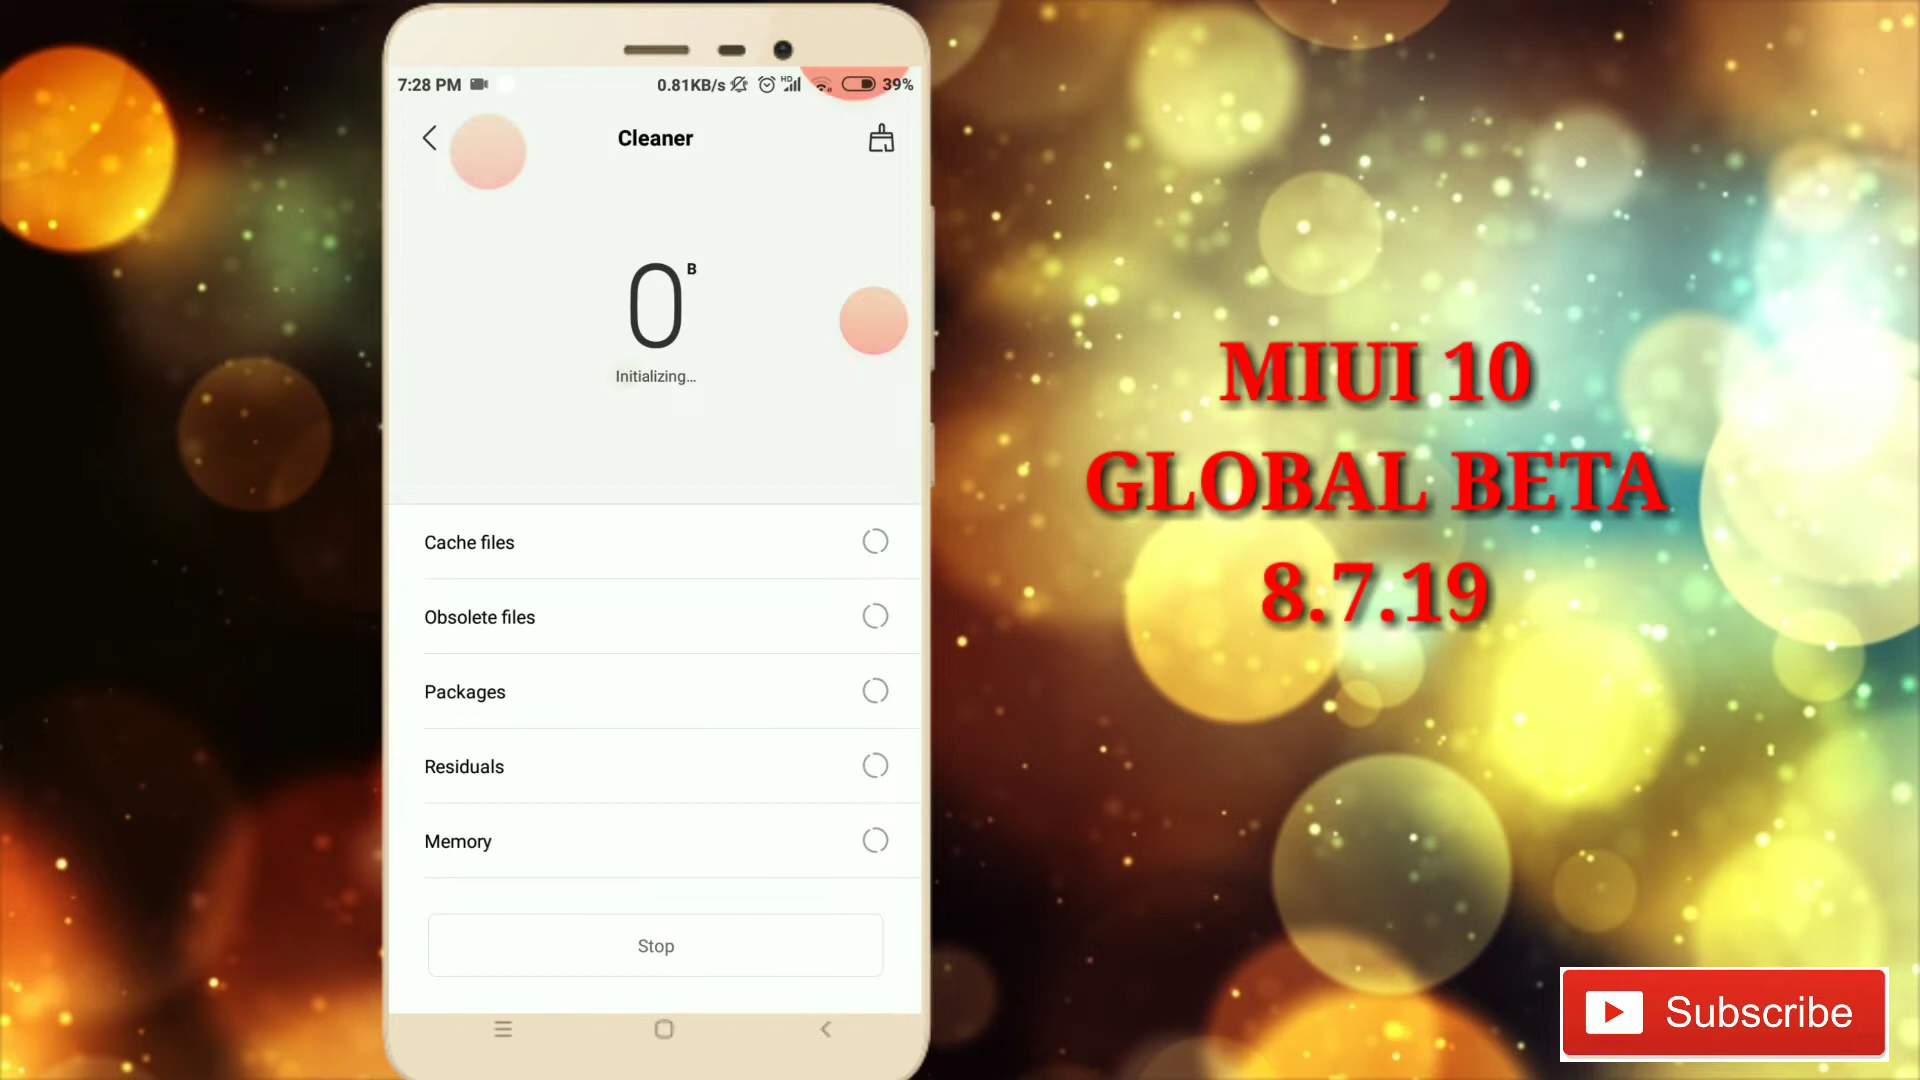 7:28 PM 0.81KB/s HD 39%
Cleaner
0 B
Initializing...
Cache files
Obsolete files
Packages
Residuals
Memory
Stop
MIUI 10
GLOBAL BETA
8.7.19
Subscribe